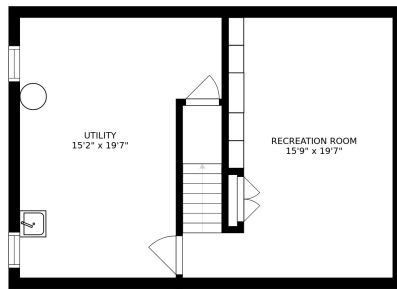 UTILITY
15'2" x 19'7"
RECREATION ROOM
15'9" x 19'7"